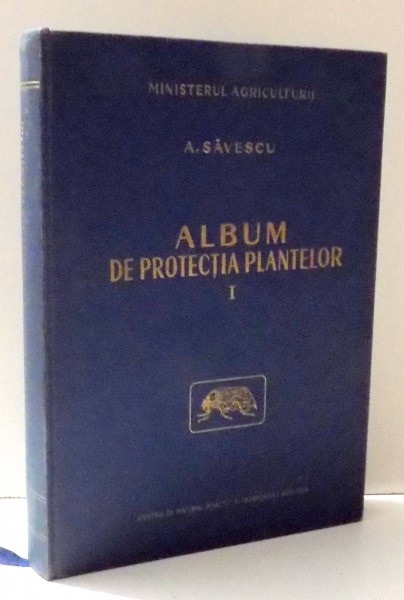 MINISTERUL AGRICULTURII
A. SĂVESCU
ALBUM
DE PROTECȚIA PLANTELOR
I